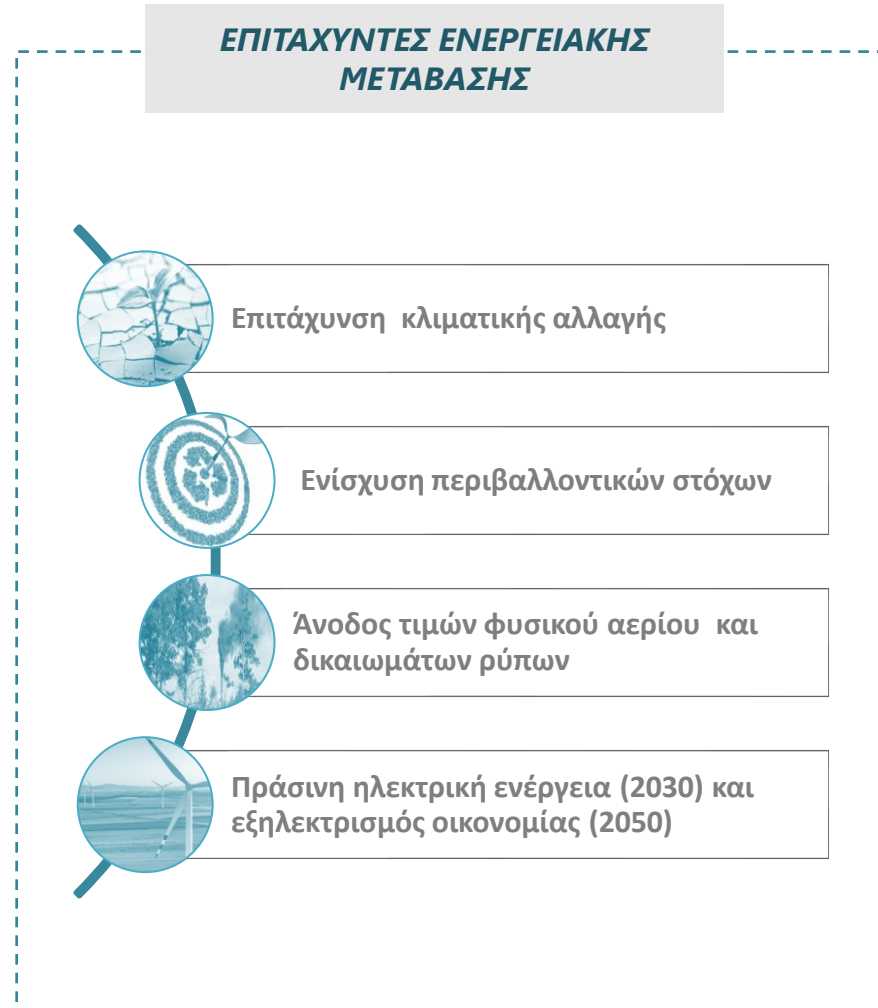 ΕΠΙΤΑΧΥΝΤΕΣ ΕΝΕΡΓΕΙΑΚΗΣ
ΜΕΤΑΒΑΣΗΣ
Επιτάχυνση κλιματικής αλλαγής
Ενίσχυση περιβαλλοντικών στόχων
Άνοδος τιμών φυσικού αερίου και
δικαιωμάτων ρύπων
Πράσινη ηλεκτρική ενέργεια (2030) και
εξηλεκτρισμός οικονομίας (2050)